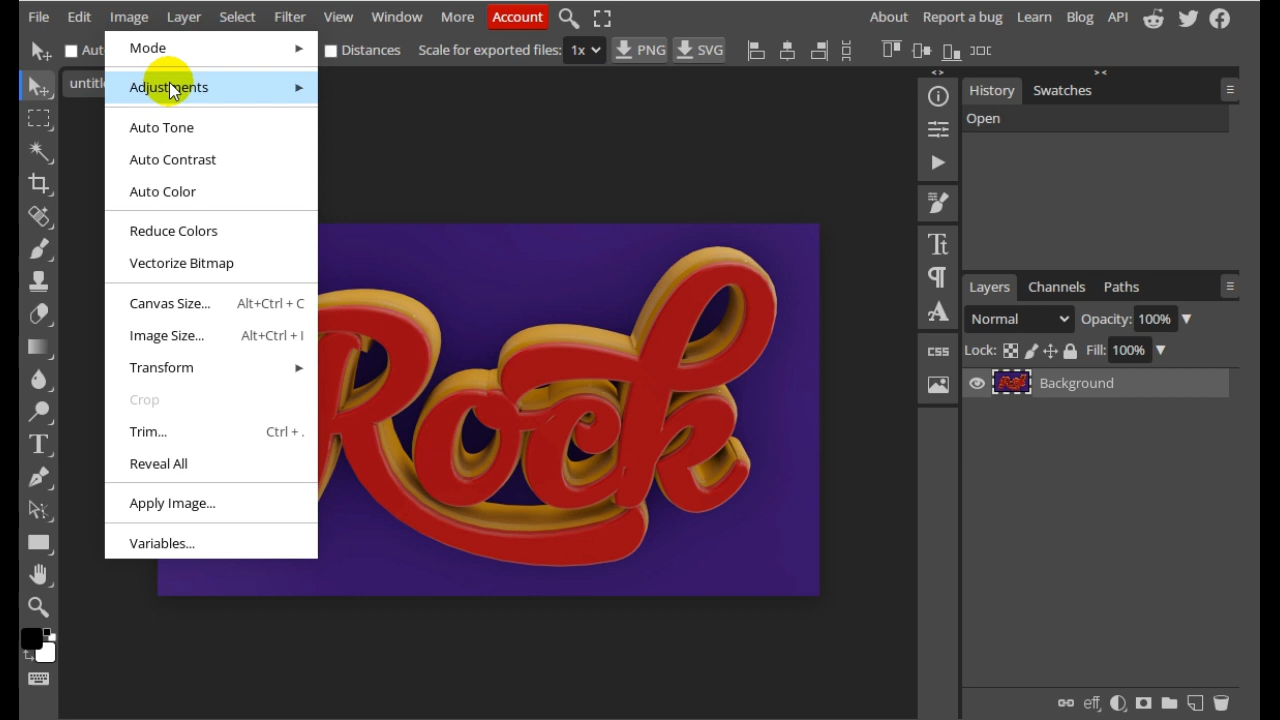 File Edit Image Layer Select Filter View Window More Account About Report a bug Learn Blog API
Distances Scale for exported files: 1x PNG SVG
Mode
Adjustments
Auto Tone
Auto Contrast
Auto Color
Reduce Colors
Vectorize Bitmap
Canvas Size... Alt+Ctrl + C
Image Size... Alt+Ctrl + I
Transform
Crop
Trim... Ctrl + .
Reveal All
Apply Image...
Variables...
Rock
CSS
History Swatches
Open
Layers Channels Paths
Normal Opacity: 100%
Lock: Fill: 100%
Background
eff